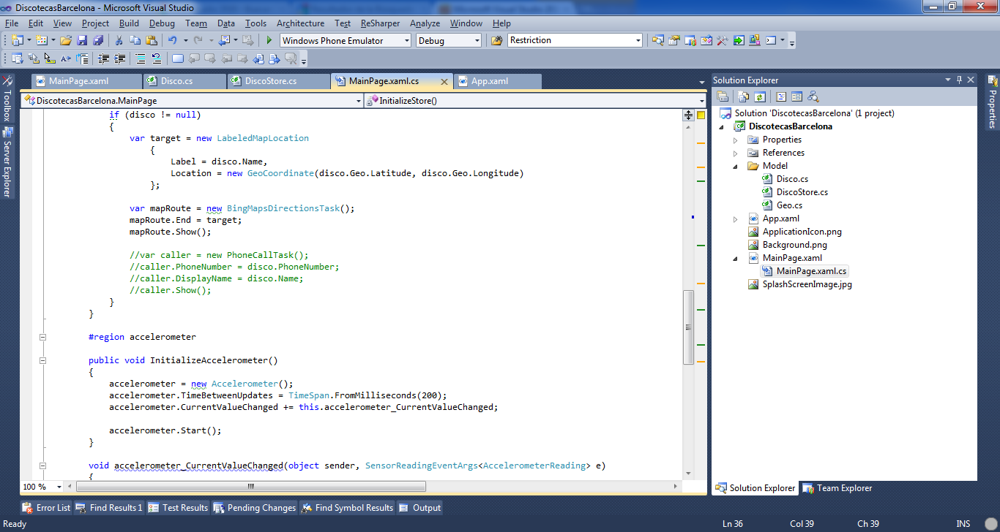 DiscotecasBarcelona - Microsoft Visual Studio
File Edit View Project Build Debug Team Data Tools Architecture Test ReSharper Analyze Window Help
Windows Phone Emulator Debug Restriction
MainPage.xaml Disco.cs DiscoStore.cs MainPage.xaml.cs App.xaml
DiscotecasBarcelona.MainPage InitializeStore()
if (disco != null)
{
var target = new LabeledMapLocation
{
Label = disco.Name,
Location = new GeoCoordinate(disco.Geo.Latitude, disco.Geo.Longitude)
};
var mapRoute = new BingMapsDirectionsTask();
mapRoute.End = target;
mapRoute.Show();
//var caller = new PhoneCallTask();
//caller.PhoneNumber = disco.PhoneNumber;
//caller.DisplayName = disco.Name;
//caller.Show();
}
}
#region accelerometer
public void InitializeAccelerometer()
{
accelerometer = new Accelerometer();
accelerometer.TimeBetweenUpdates = TimeSpan.FromMilliseconds(200);
accelerometer.CurrentValueChanged += this.accelerometer_CurrentValueChanged;
accelerometer.Start();
}
void accelerometer_CurrentValueChanged(object sender, SensorReadingEventArgs<AccelerometerReading> e)
{
100 %
Toolbox
Server Explorer
Solution Explorer
Solution 'DiscotecasBarcelona' (1 project)
DiscotecasBarcelona
Properties
References
Model
Disco.cs
DiscoStore.cs
Geo.cs
App.xaml
ApplicationIcon.png
Background.png
MainPage.xaml
MainPage.xaml.cs
SplashScreenImage.jpg
Solution Explorer Team Explorer
Properties
Error List Find Results 1 Test Results Pending Changes Find Symbol Results Output
Ready Ln 36 Col 39 Ch 39 INS